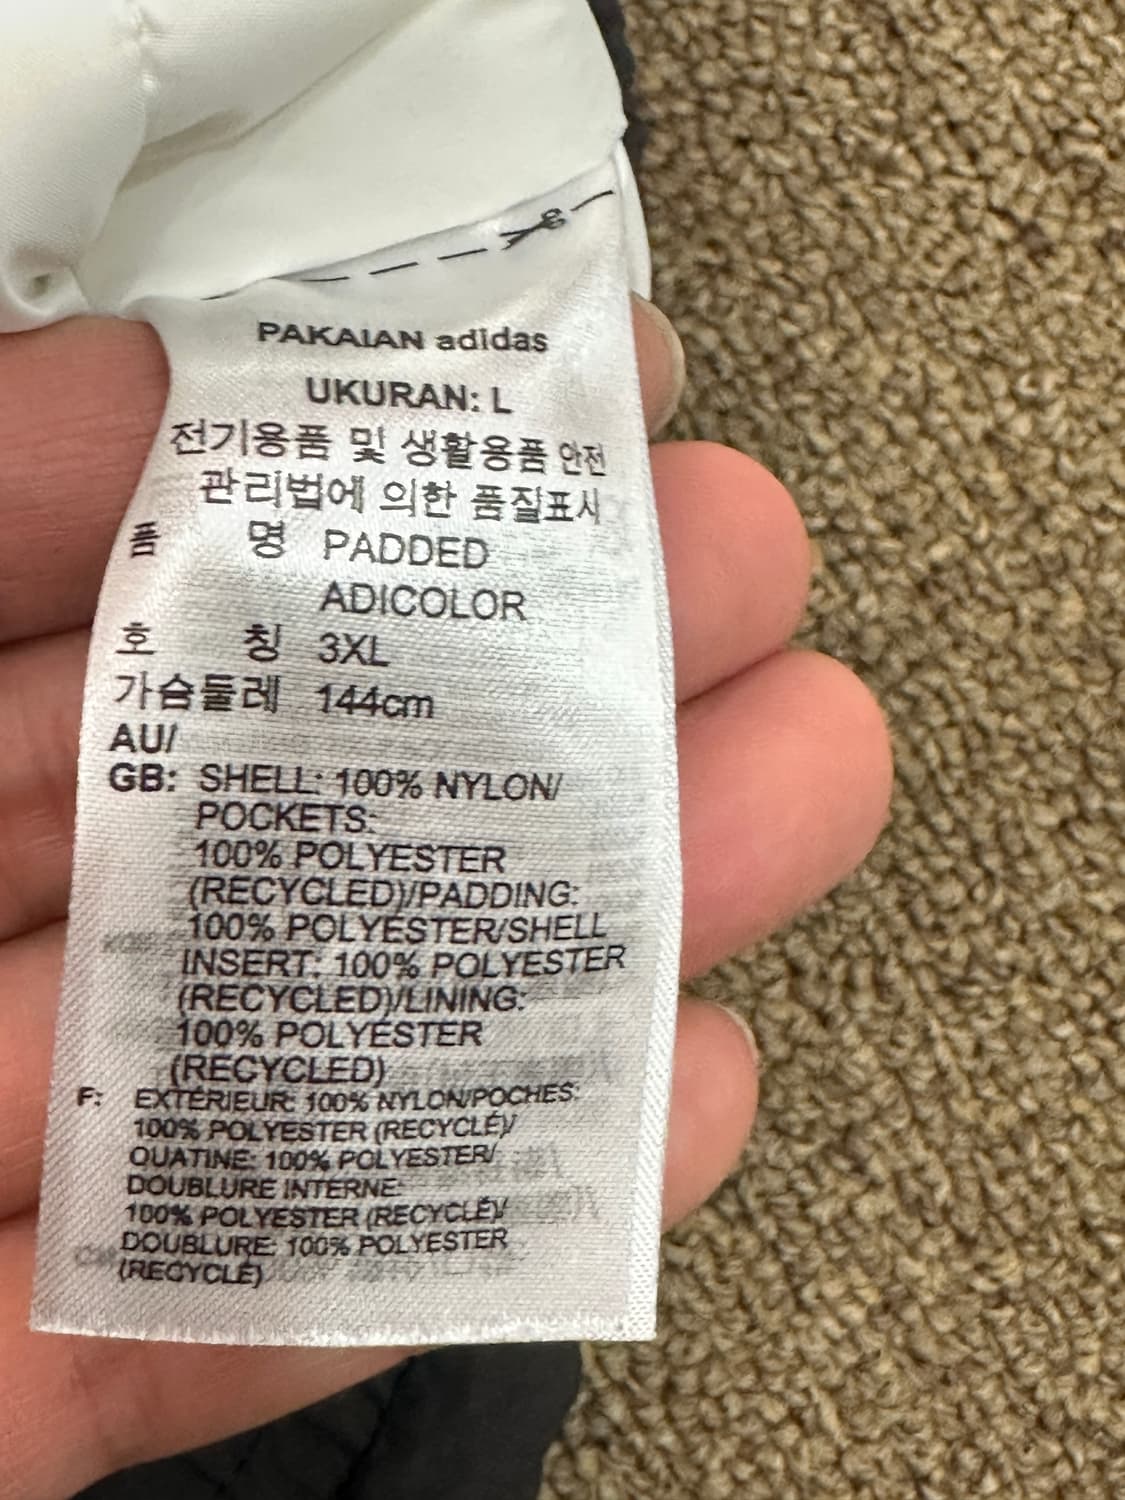 PAKAIAN adidas
UKURAN: L
전기용품 및 생활용품 안전
관리법에 의한 품질표시
품 명 PADDED
ADICOLOR
호 칭 3XL
가슴둘레 144cm
AU/
GB: SHELL: 100% NYLON/
POCKETS:
100% POLYESTER
(RECYCLED)/PADDING:
100% POLYESTER/SHELL
INSERT: 100% POLYESTER
(RECYCLED)/LINING:
100% POLYESTER
(RECYCLED)
F: EXTÉRIEUR: 100% NYLON/POCHES:
100% POLYESTER (RECYCLÉ)/
OUATINE: 100% POLYESTER/
DOUBLURE INTERNE:
100% POLYESTER (RECYCLÉ)/
DOUBLURE: 100% POLYESTER
(RECYCLÉ)